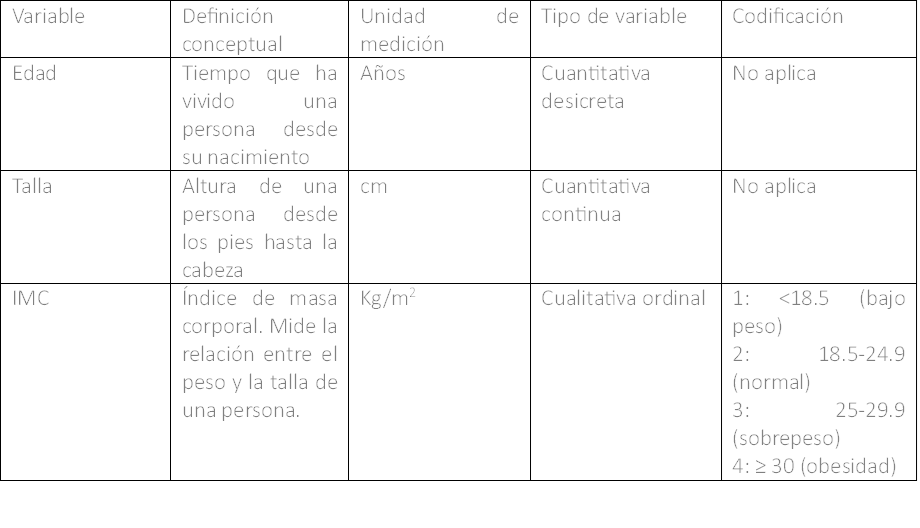 Variable
Definición
conceptual
Unidad de
medición
Tipo de variable
Codificación
Edad
Tiempo que ha
vivido una
persona desde
su nacimiento
Años
Cuantitativa
desicreta
No aplica
Talla
Altura de una
persona desde
los pies hasta la
cabeza
cm
Cuantitativa
continua
No aplica
IMC
Índice de masa
corporal. Mide la
relación entre el
peso y la talla de
una persona.
Kg/m²
Cualitativa ordinal
1: <18.5 (bajo
peso)
2: 18.5-24.9
(normal)
3: 25-29.9
(sobrepeso)
4: ≥ 30 (obesidad)